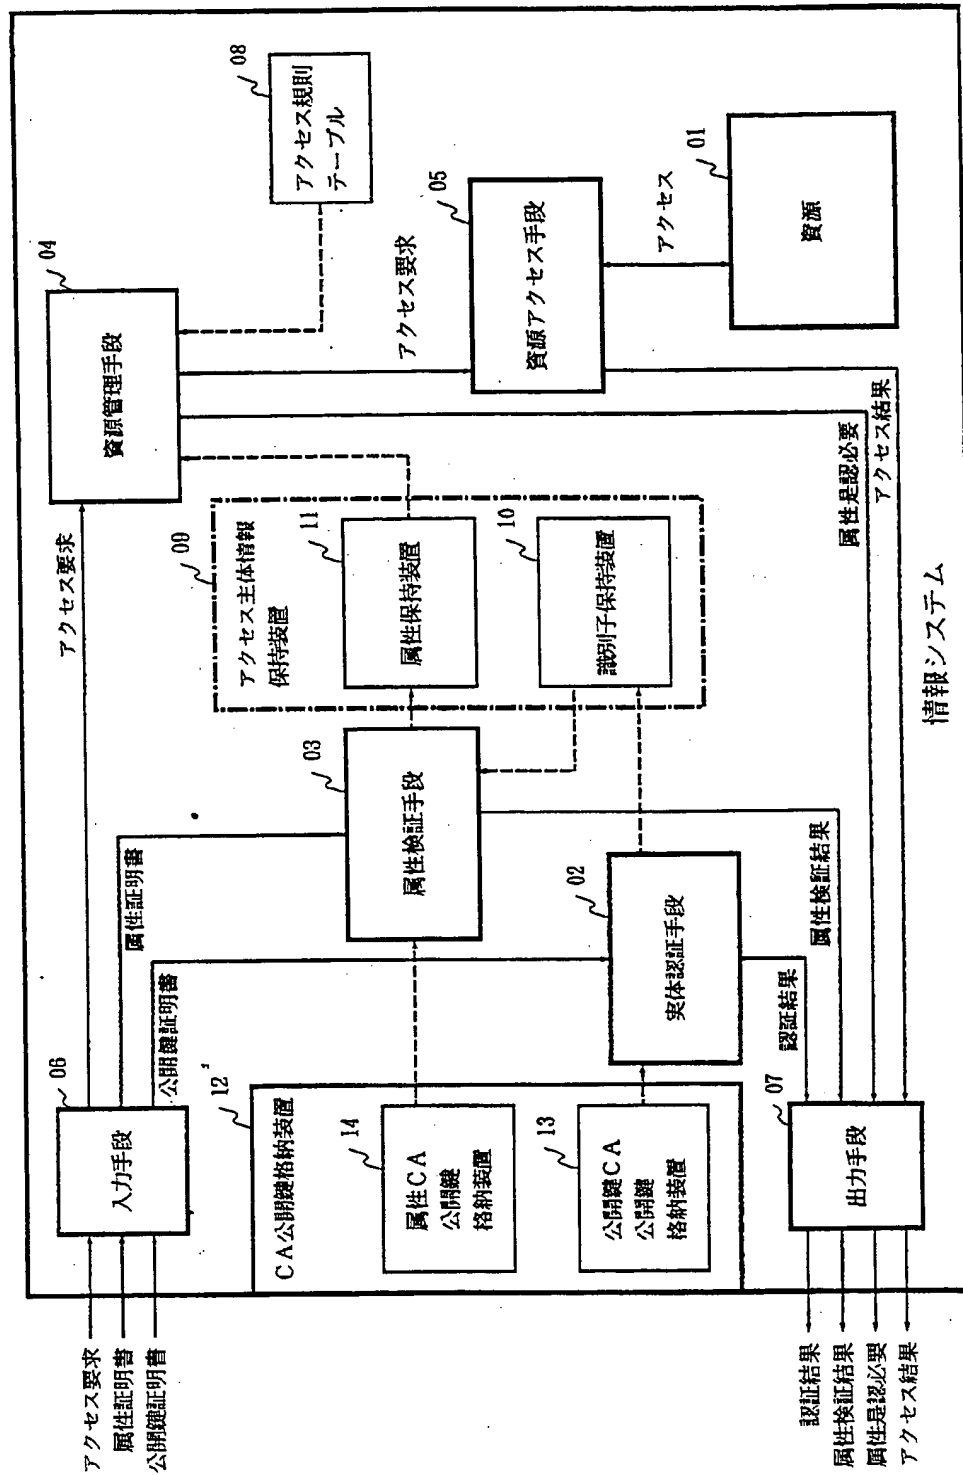 アクセス要求
属性証明書
公開鍵証明書
06
入力手段
アクセス要求
属性証明書
公開鍵証明書
04
資源管理手段
08
アクセス規則
テーブル
09
アクセス主体情報
保持装置
11
属性保持装置
10
識別子保持装置
03
属性検証手段
アクセス要求
05
資源アクセス手段
アクセス
01
資源
12
CA公開鍵格納装置
14
属性CA
公開鍵
格納装置
13
公開鍵CA
公開鍵
格納装置
02
実体認証手段
認証結果
属性検証結果
属性是認必要
アクセス結果
07
出力手段
認証結果
属性検証結果
属性是認必要
アクセス結果
情報システム